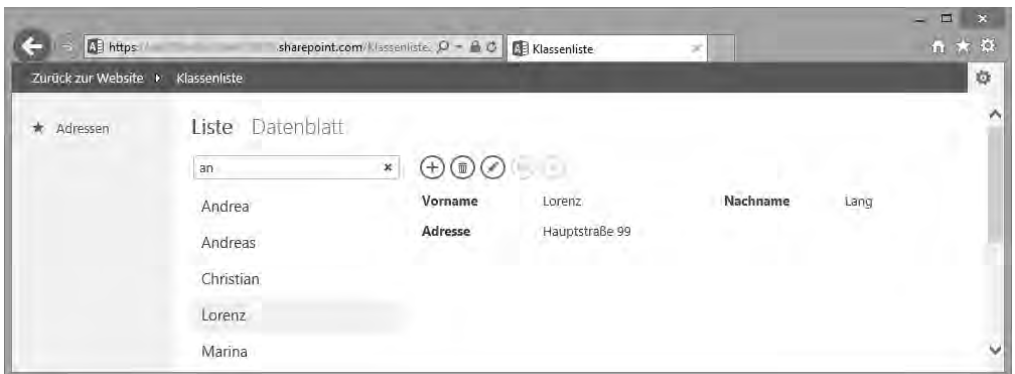 https:/ sharepoint.com/Klassenliste. Klassenliste
Zurück zur Website Klassenliste
Adressen
Liste Datenblatt
an
Andrea
Andreas
Christian
Lorenz
Marina
Vorname Lorenz Nachname Lang
Adresse Hauptstraße 99